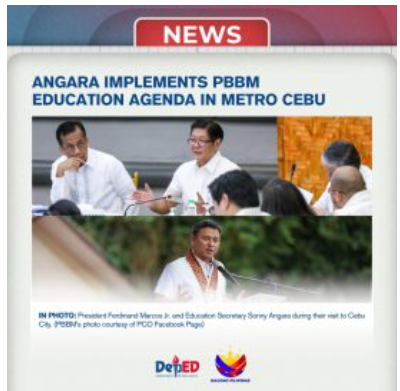 NEWS
ANGARA IMPLEMENTS PBBM
EDUCATION AGENDA IN METRO CEBU
IN PHOTO: President Ferdinand Marcos Jr. and Education Secretary Sonny Angara during their visit to Cebu
City. (PBBM's photo courtesy of PCO Facebook Page)
DepED
BAGONG PILIPINAS